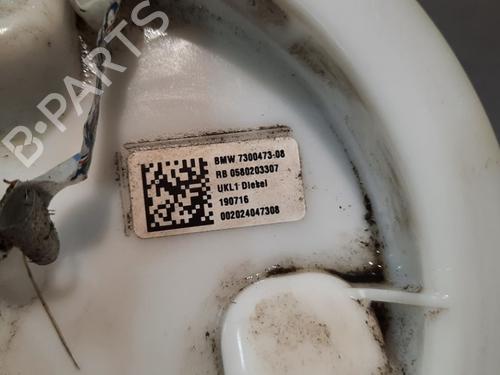 B-PARTS
BMW 7300473-08
RB 0580203307
UKL1 Diesel
190716
002024047308